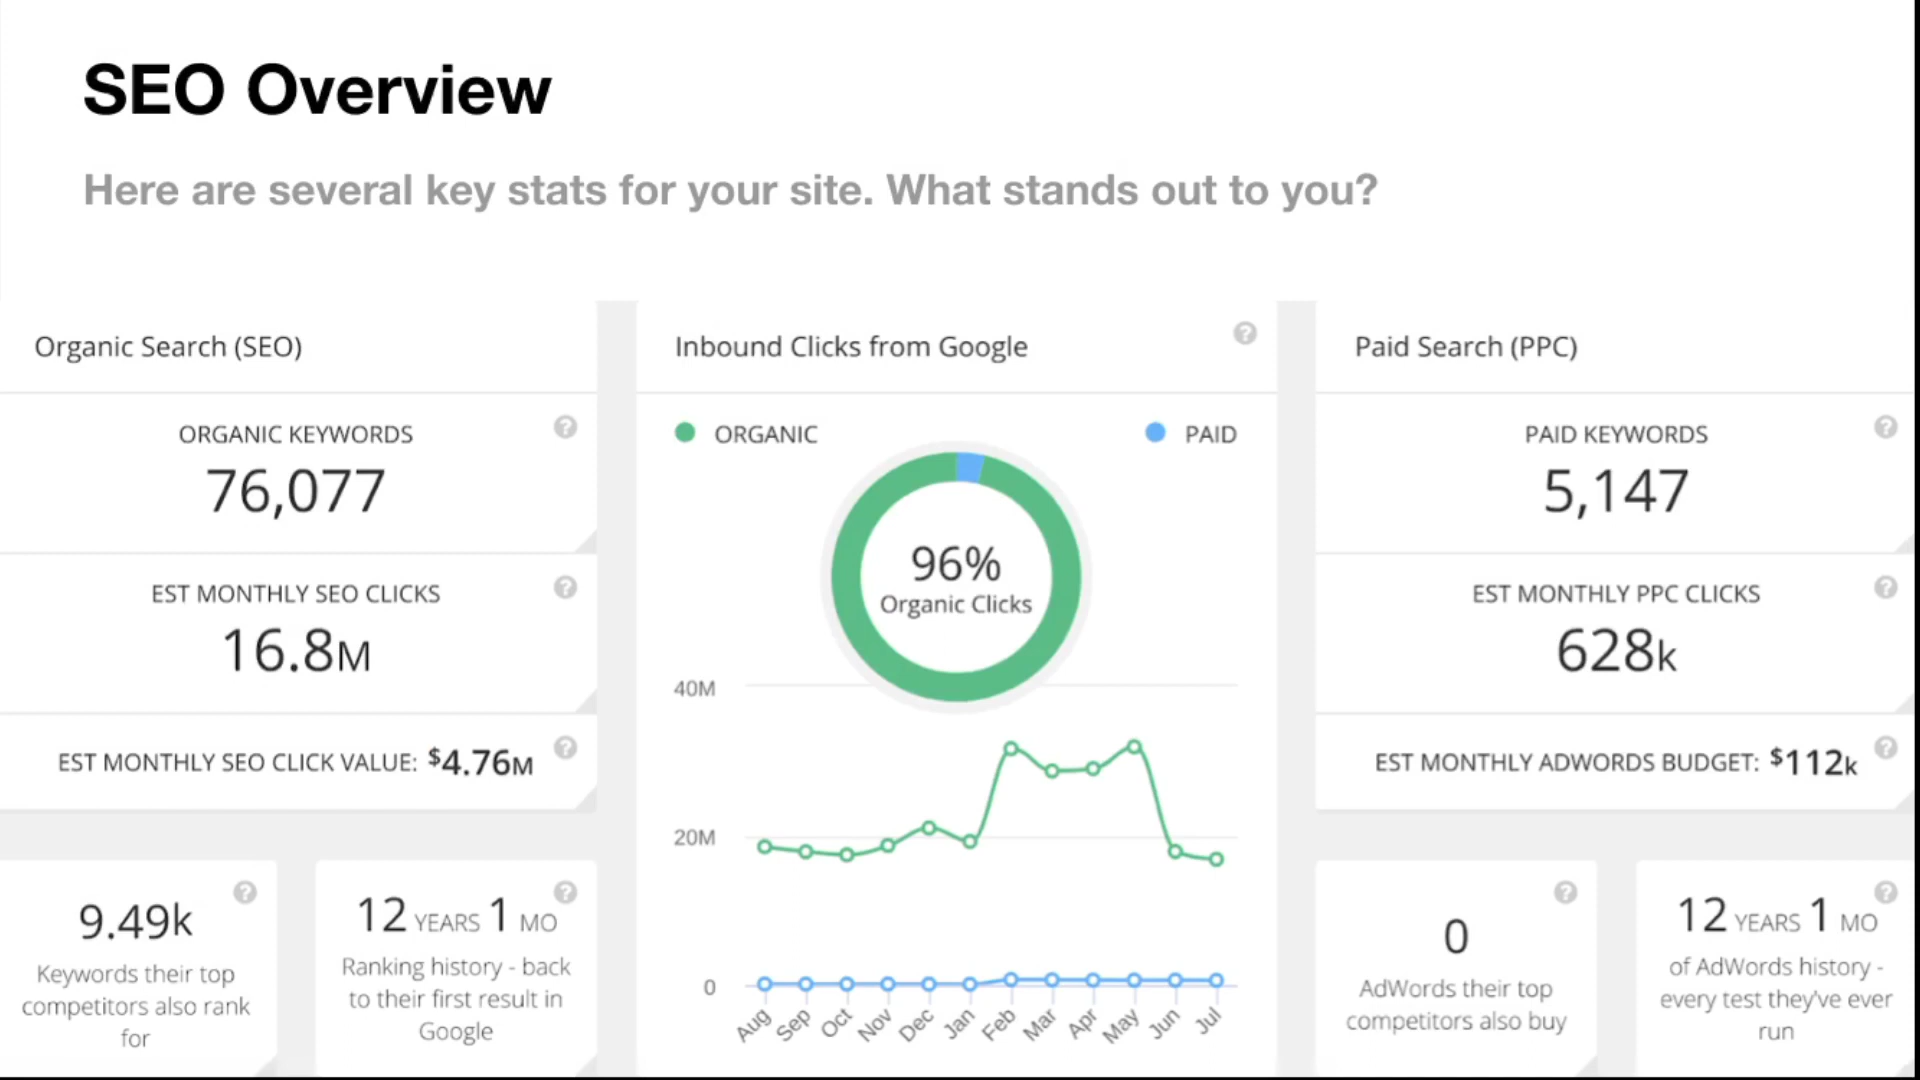 SEO Overview
Here are several key stats for your site. What stands out to you?
Organic Search (SEO)
ORGANIC KEYWORDS
?
76,077
EST MONTHLY SEO CLICKS
?
16.8M
EST MONTHLY SEO CLICK VALUE: $4.76M
?
9.49k
?
Keywords their top
competitors also rank
for
12 YEARS 1 MO
?
Ranking history - back
to their first result in
Google
Inbound Clicks from Google
?
ORGANIC
PAID
96%
Organic Clicks
40M
20M
0
Aug Sep Oct Nov Dec Jan Feb Mar Apr May Jun Jul
Paid Search (PPC)
PAID KEYWORDS
?
5,147
EST MONTHLY PPC CLICKS
?
628k
EST MONTHLY ADWORDS BUDGET: $112k
?
0
?
AdWords their top
competitors also buy
12 YEARS 1 MO
?
of AdWords history -
every test they've ever
run